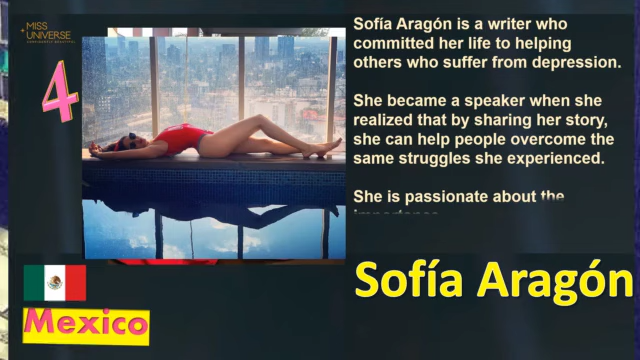 MISS
UNIVERSE
4
Sofía Aragón is a writer who
committed her life to helping
others who suffer from depression.
She became a speaker when she
realized that by sharing her story,
she can help people overcome the
same struggles she experienced.
She is passionate about the
Sofía Aragón
Mexico